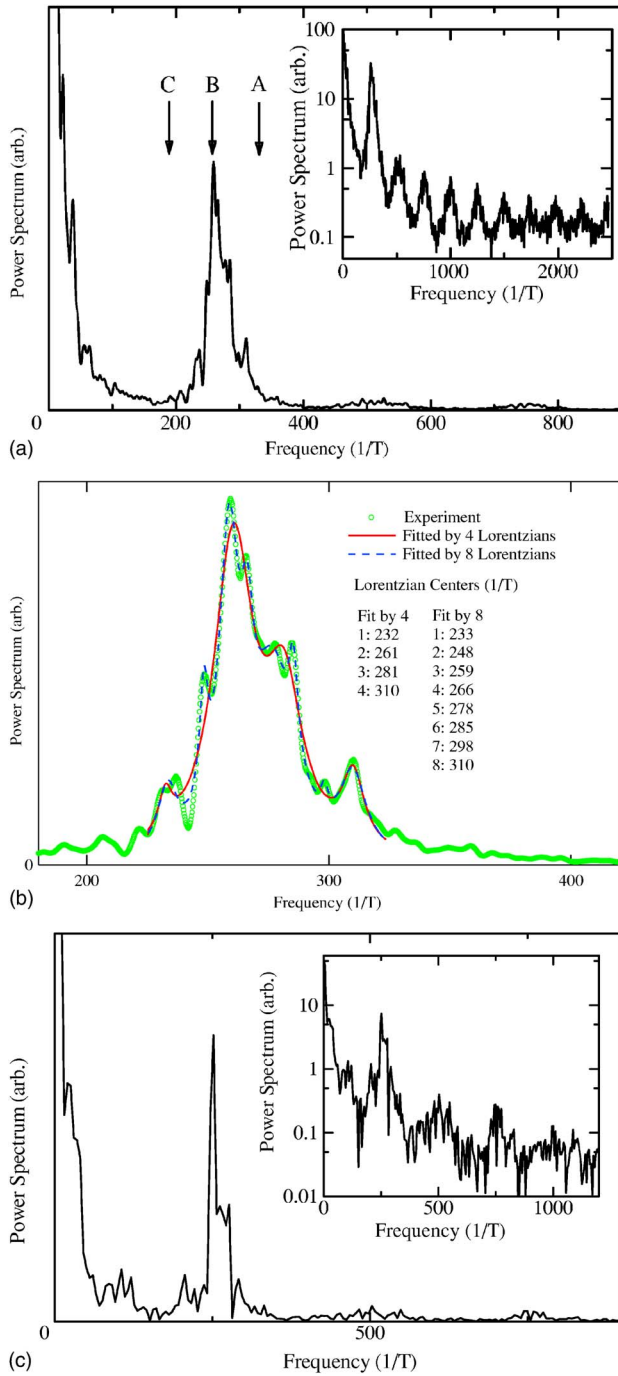 Power Spectrum (arb.)
C B A
Power Spectrum (arb.)
100
10
1
0.1
0 1000 2000
Frequency (1/T)
0 200 400 600 800
Frequency (1/T)
(a)
Power Spectrum (arb.)
Experiment
Fitted by 4 Lorentzians
Fitted by 8 Lorentzians
Lorentzian Centers (1/T)
Fit by 4 Fit by 8
1: 232 1: 233
2: 261 2: 248
3: 281 3: 259
4: 310 4: 266
5: 278
6: 285
7: 298
8: 310
0
200 300 400
Frequency (1/T)
(b)
Power Spectrum (arb.)
Power Spectrum (arb.)
10
1
0.1
0.01
0 500 1000
Frequency (1/T)
0 500
Frequency (1/T)
(c)